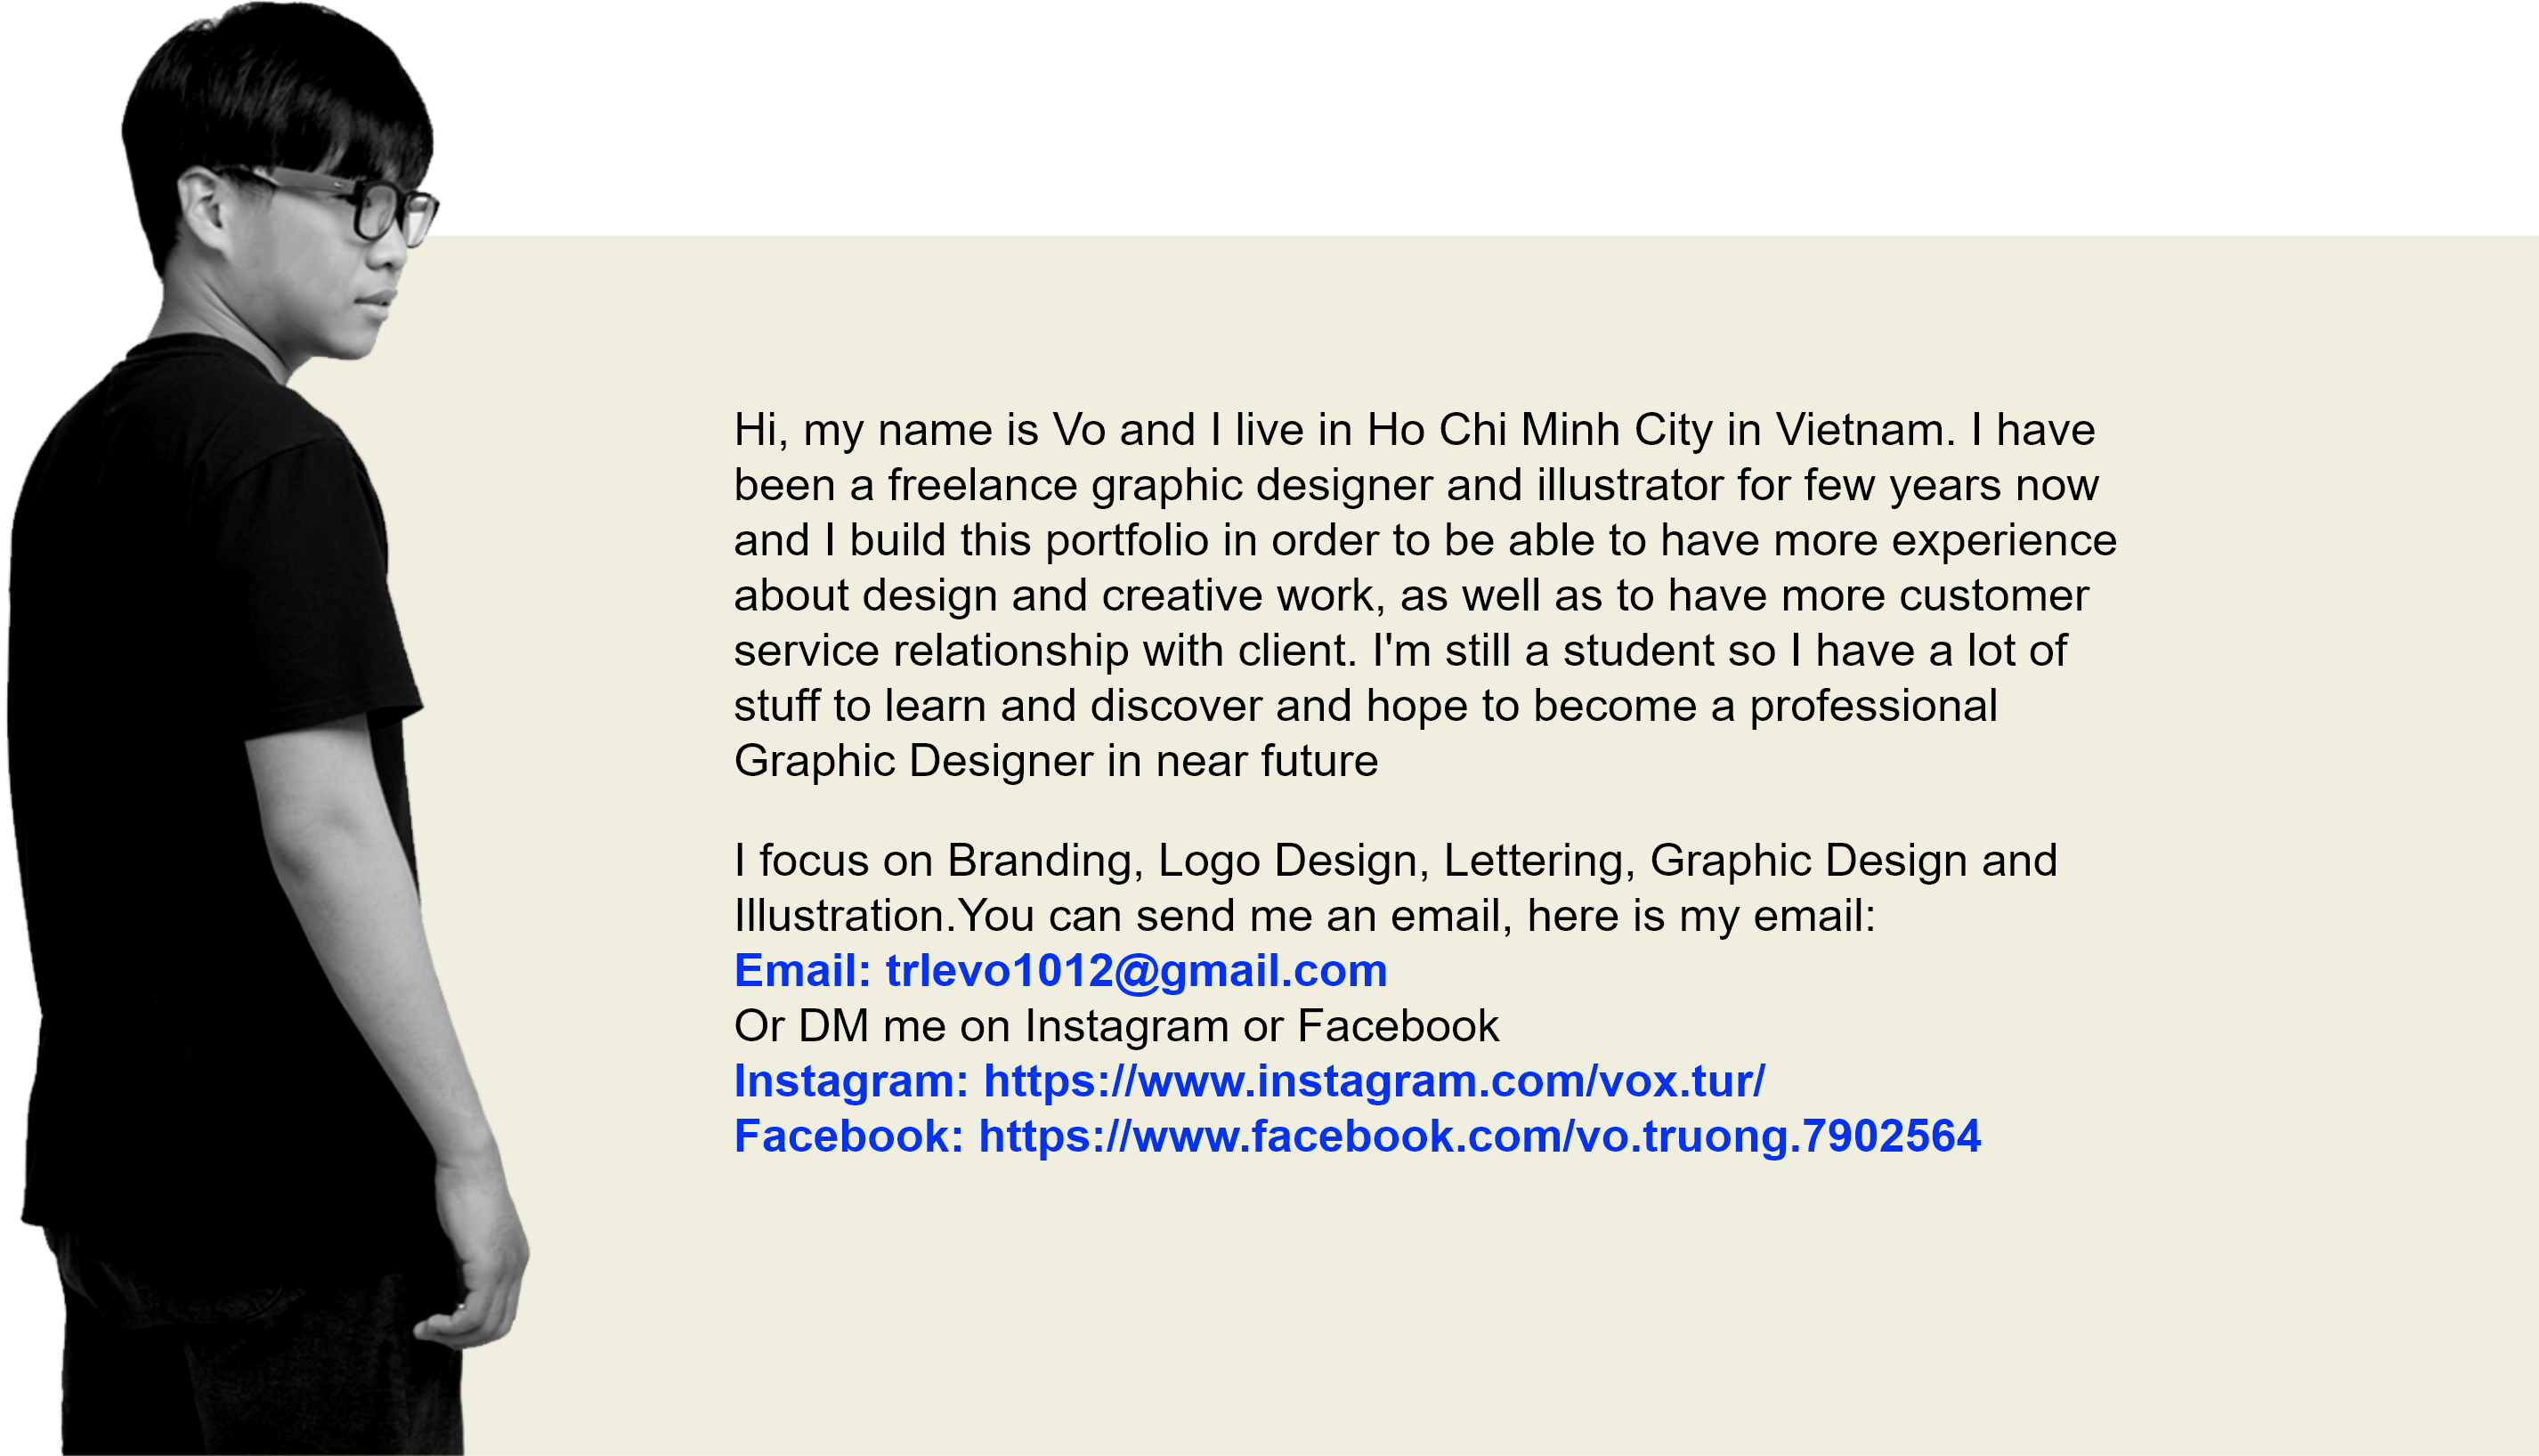 Hi, my name is Vo and I live in Ho Chi Minh City in Vietnam. I have
been a freelance graphic designer and illustrator for few years now
and I build this portfolio in order to be able to have more experience
about design and creative work, as well as to have more customer
service relationship with client. I'm still a student so I have a lot of
stuff to learn and discover and hope to become a professional
Graphic Designer in near future
I focus on Branding, Logo Design, Lettering, Graphic Design and
Illustration.You can send me an email, here is my email:
Email: trlevo1012@gmail.com
Or DM me on Instagram or Facebook
Instagram: https://www.instagram.com/vox.tur/
Facebook: https://www.facebook.com/vo.truong.7902564